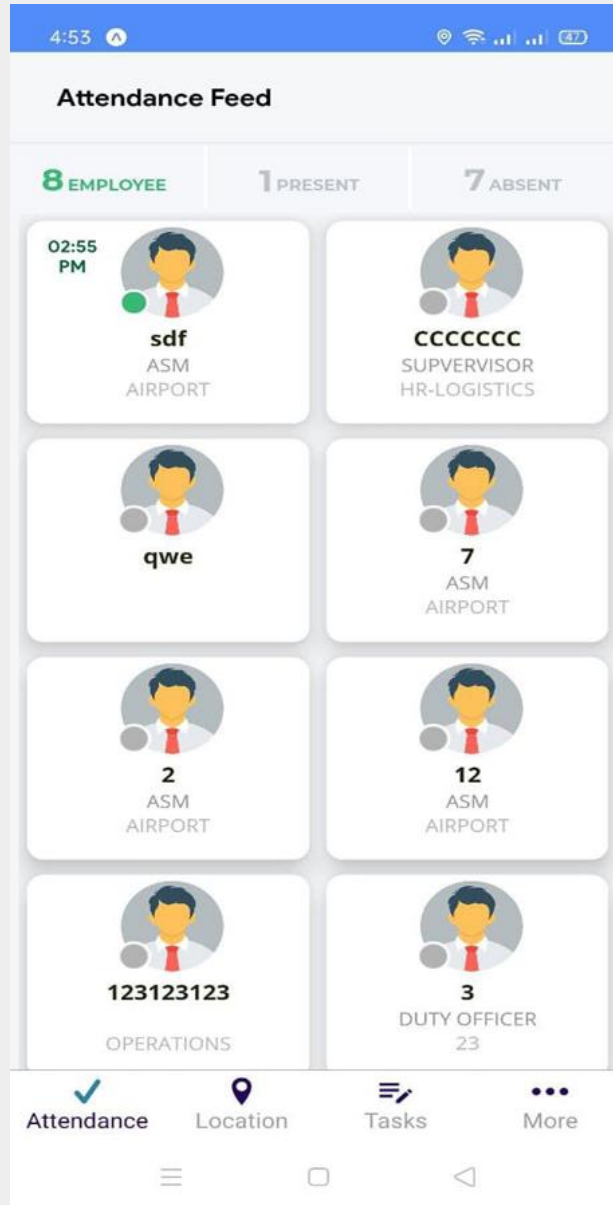 4:53 47
Attendance Feed
8 EMPLOYEE 1 PRESENT 7 ABSENT
02:55
PM
sdf
ASM
AIRPORT
CCCCCCC
SUPVERVISOR
HR-LOGISTICS
qwe
7
ASM
AIRPORT
2
ASM
AIRPORT
12
ASM
AIRPORT
123123123
OPERATIONS
3
DUTY OFFICER
23
Attendance Location Tasks More